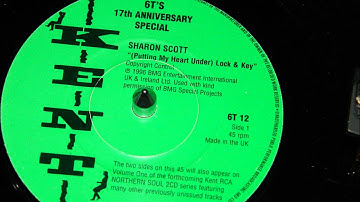 6T'S
17th ANNIVERSARY
SPECIAL
KENT
SHARON SCOTT
"(Putting My Heart Under) Lock & Key"
Copyright Control
℗ 1996 BMG Entertainment International
UK & Ireland Ltd. Used with kind
permission of BMG Special Projects
6T 12
Side 1
45 rpm
Made in the UK
The two sides on this 45 will also appear on
Volume One of the forthcoming Kent RCA
NORTHERN SOUL 2CD series featuring
many other previously unissued tracks